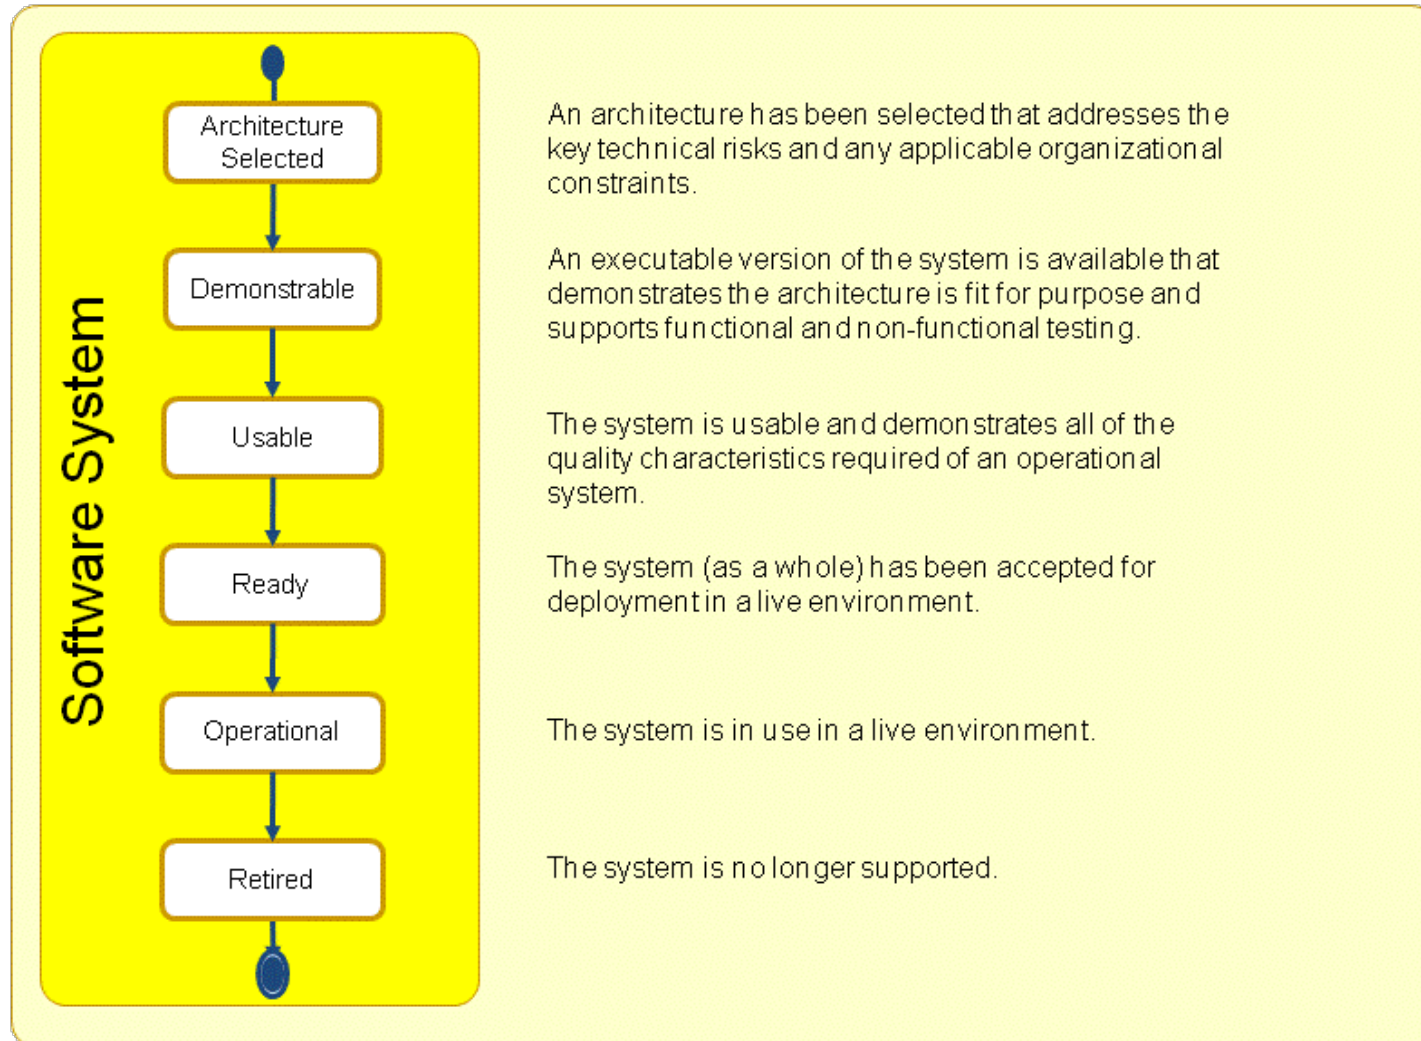 Software System
Architecture
Selected
An architecture has been selected that addresses the
key technical risks and any applicable organizational
constraints.
Demonstrable
An executable version of the system is available that
demonstrates the architecture is fit for purpose and
supports functional and non-functional testing.
Usable
The system is usable and demonstrates all of the
quality characteristics required of an operational
system.
Ready
The system (as a whole) has been accepted for
deployment in a live environment.
Operational
The system is in use in a live environment.
Retired
The system is no longer supported.